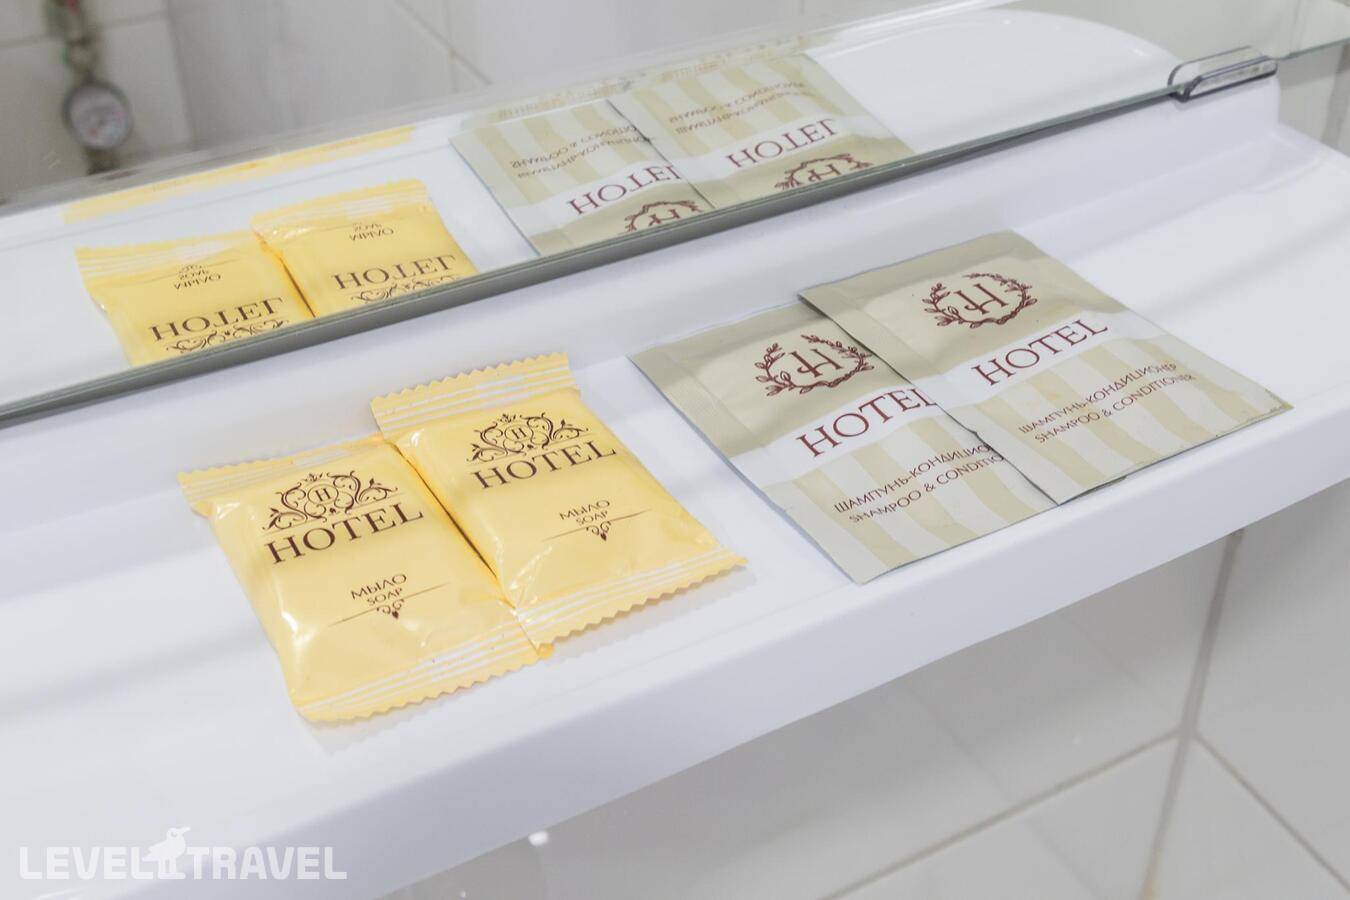 H
HOTEL
МЫЛО
SOAP
H
HOTEL
МЫЛО
SOAP
H
HOTEL
ШАМПУНЬ-КОНДИЦИО
SHAMPOO & CONDITIO
H
HOTEL
ШАМПУНЬ-КОНДИЦИОНЕР
SHAMPOO & CONDITIONER
LEVEL TRAVEL